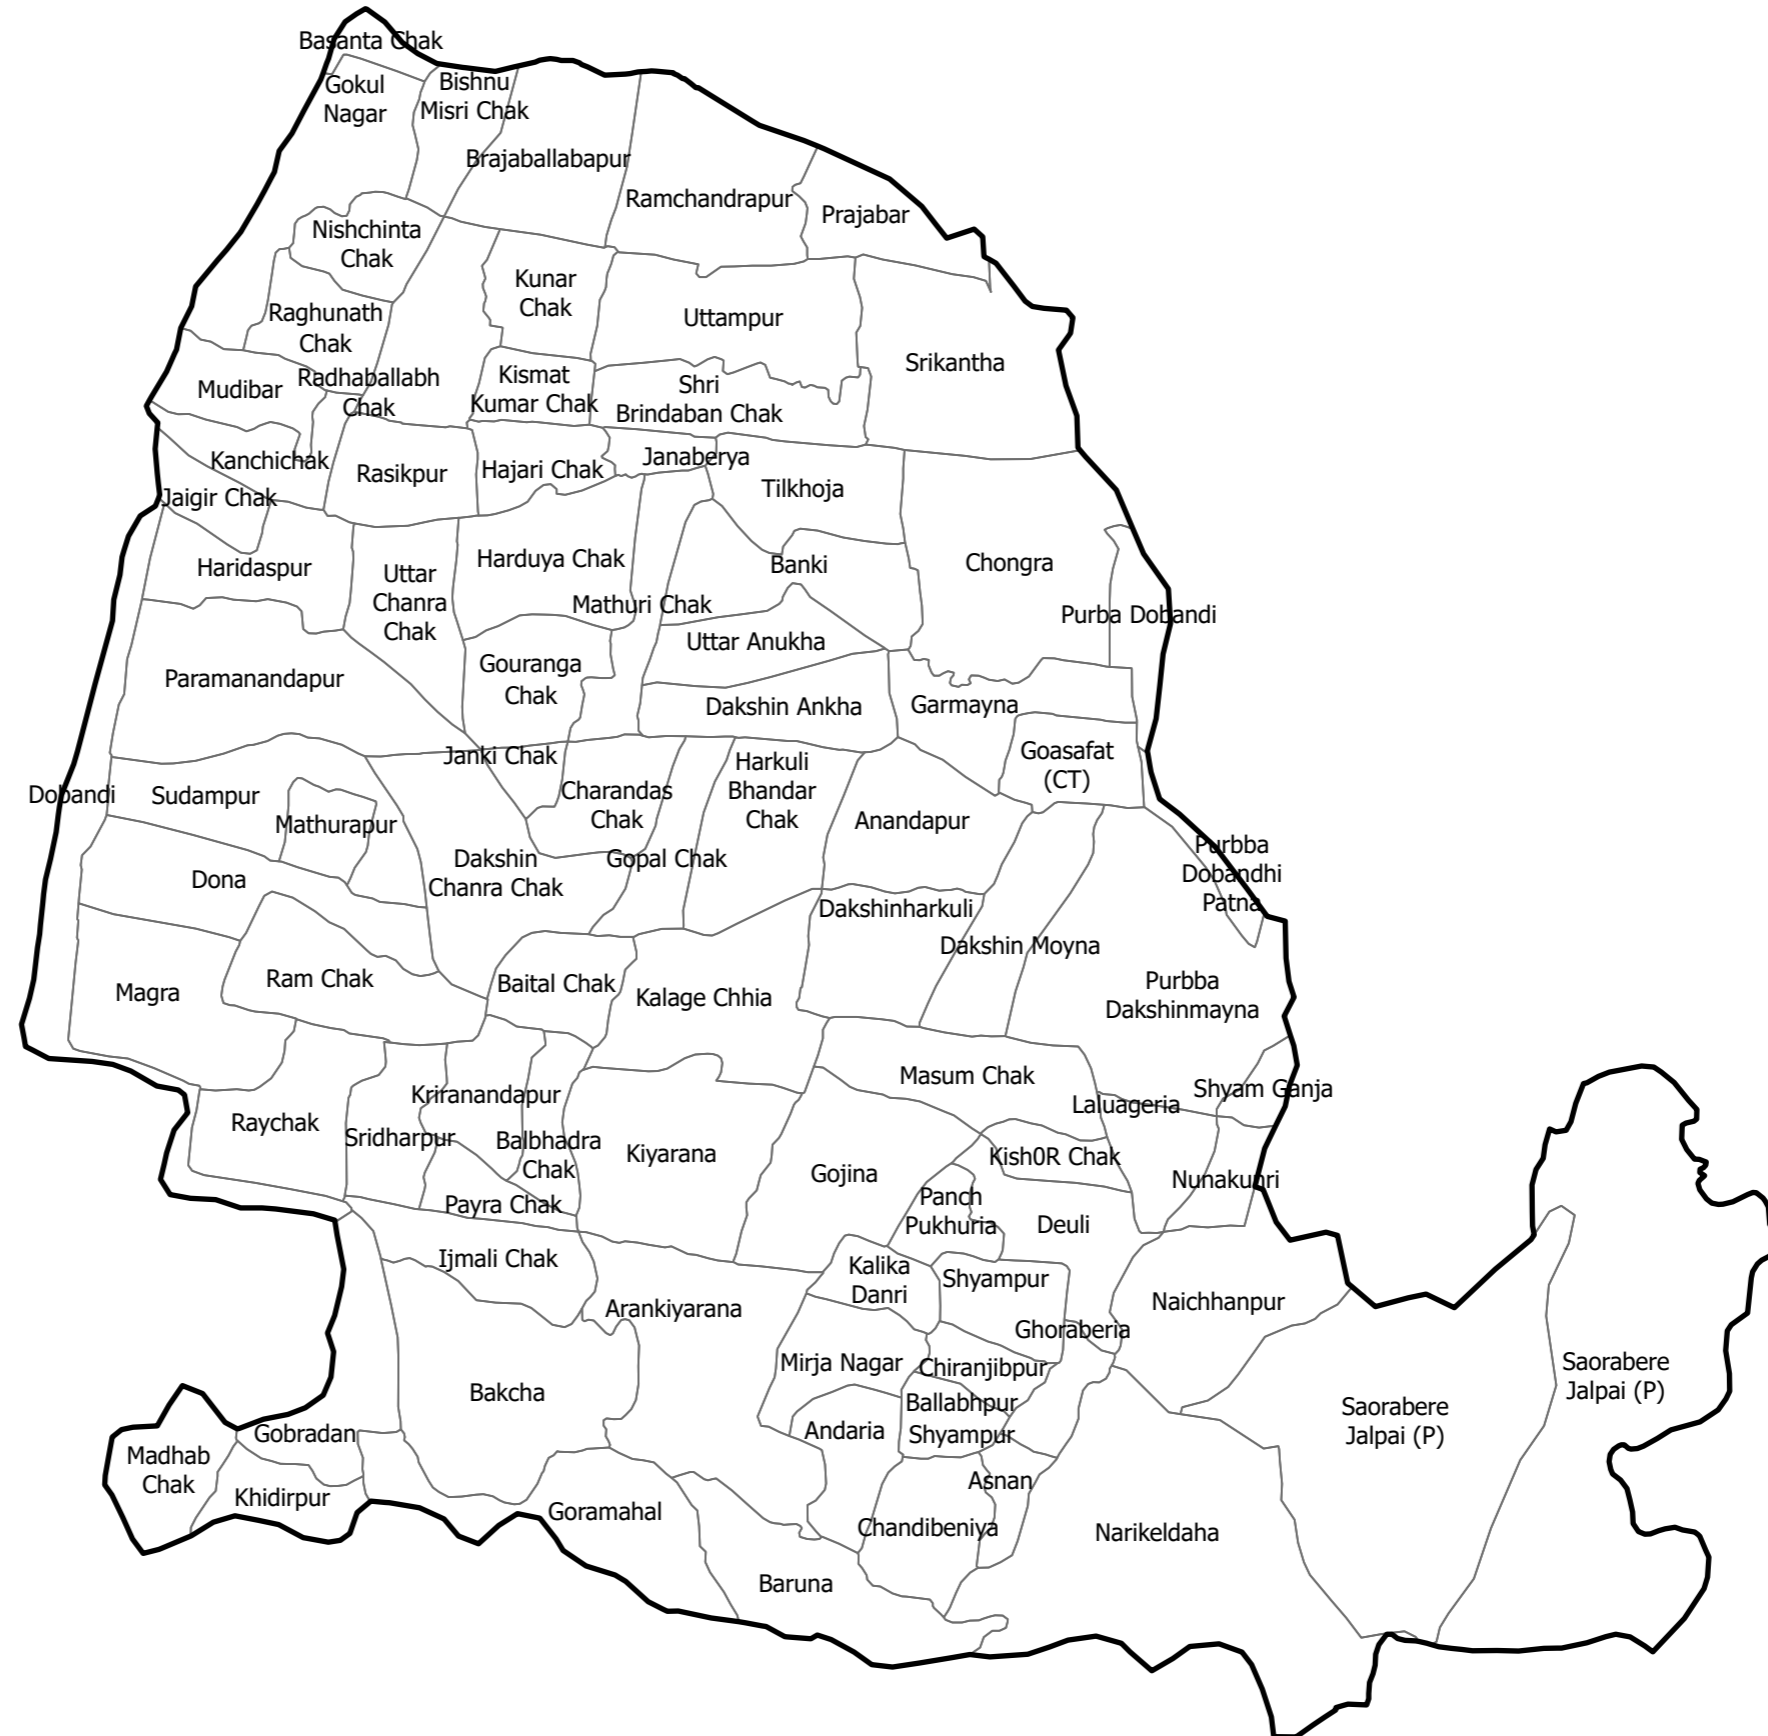 Basanta Chak
Gokul
Nagar
Bishnu
Misri Chak
Brajaballabapur
Ramchandrapur
Prajabar
Nishchinta
Chak
Kunar
Chak
Raghunath
Chak
Uttampur
Srikantha
Mudibar
Radhaballabh
Chak
Kismat
Kumar Chak
Shri
Brindaban Chak
Kanchichak
Rasikpur
Hajari Chak
Janaberya
Tilkhoja
Jaigir Chak
Haridaspur
Uttar
Chanra
Chak
Harduya Chak
Banki
Chongra
Mathuri Chak
Purba Dobandi
Uttar Anukha
Paramanandapur
Gouranga
Chak
Dakshin Ankha
Garmayna
Janki Chak
Goasafat
(CT)
Dobandi
Sudampur
Mathurapur
Charandas
Chak
Harkuli
Bhandar
Chak
Anandapur
Dona
Dakshin
Chanra Chak
Gopal Chak
Purbba
Dobandhi
Patna
Dakshinharkuli
Dakshin Moyna
Magra
Ram Chak
Baital Chak
Kalage Chhia
Purbba
Dakshinmayna
Masum Chak
Shyam Ganja
Laluageria
Raychak
Kriranandapur
Sridharpur
Balbhadra
Chak
Kiyarana
Gojina
Kish0R Chak
Nunakunri
Payra Chak
Panch
Pukhuria
Deuli
Ijmali Chak
Kalika
Danri
Shyampur
Naichhanpur
Arankiyarana
Ghoraberia
Mirja Nagar
Chiranjibpur
Saorabere
Jalpai (P)
Bakcha
Ballabhpur
Shyampur
Saorabere
Jalpai (P)
Andaria
Gobradan
Madhab
Chak
Khidirpur
Asnan
Goramahal
Chandibeniya
Narikeldaha
Baruna